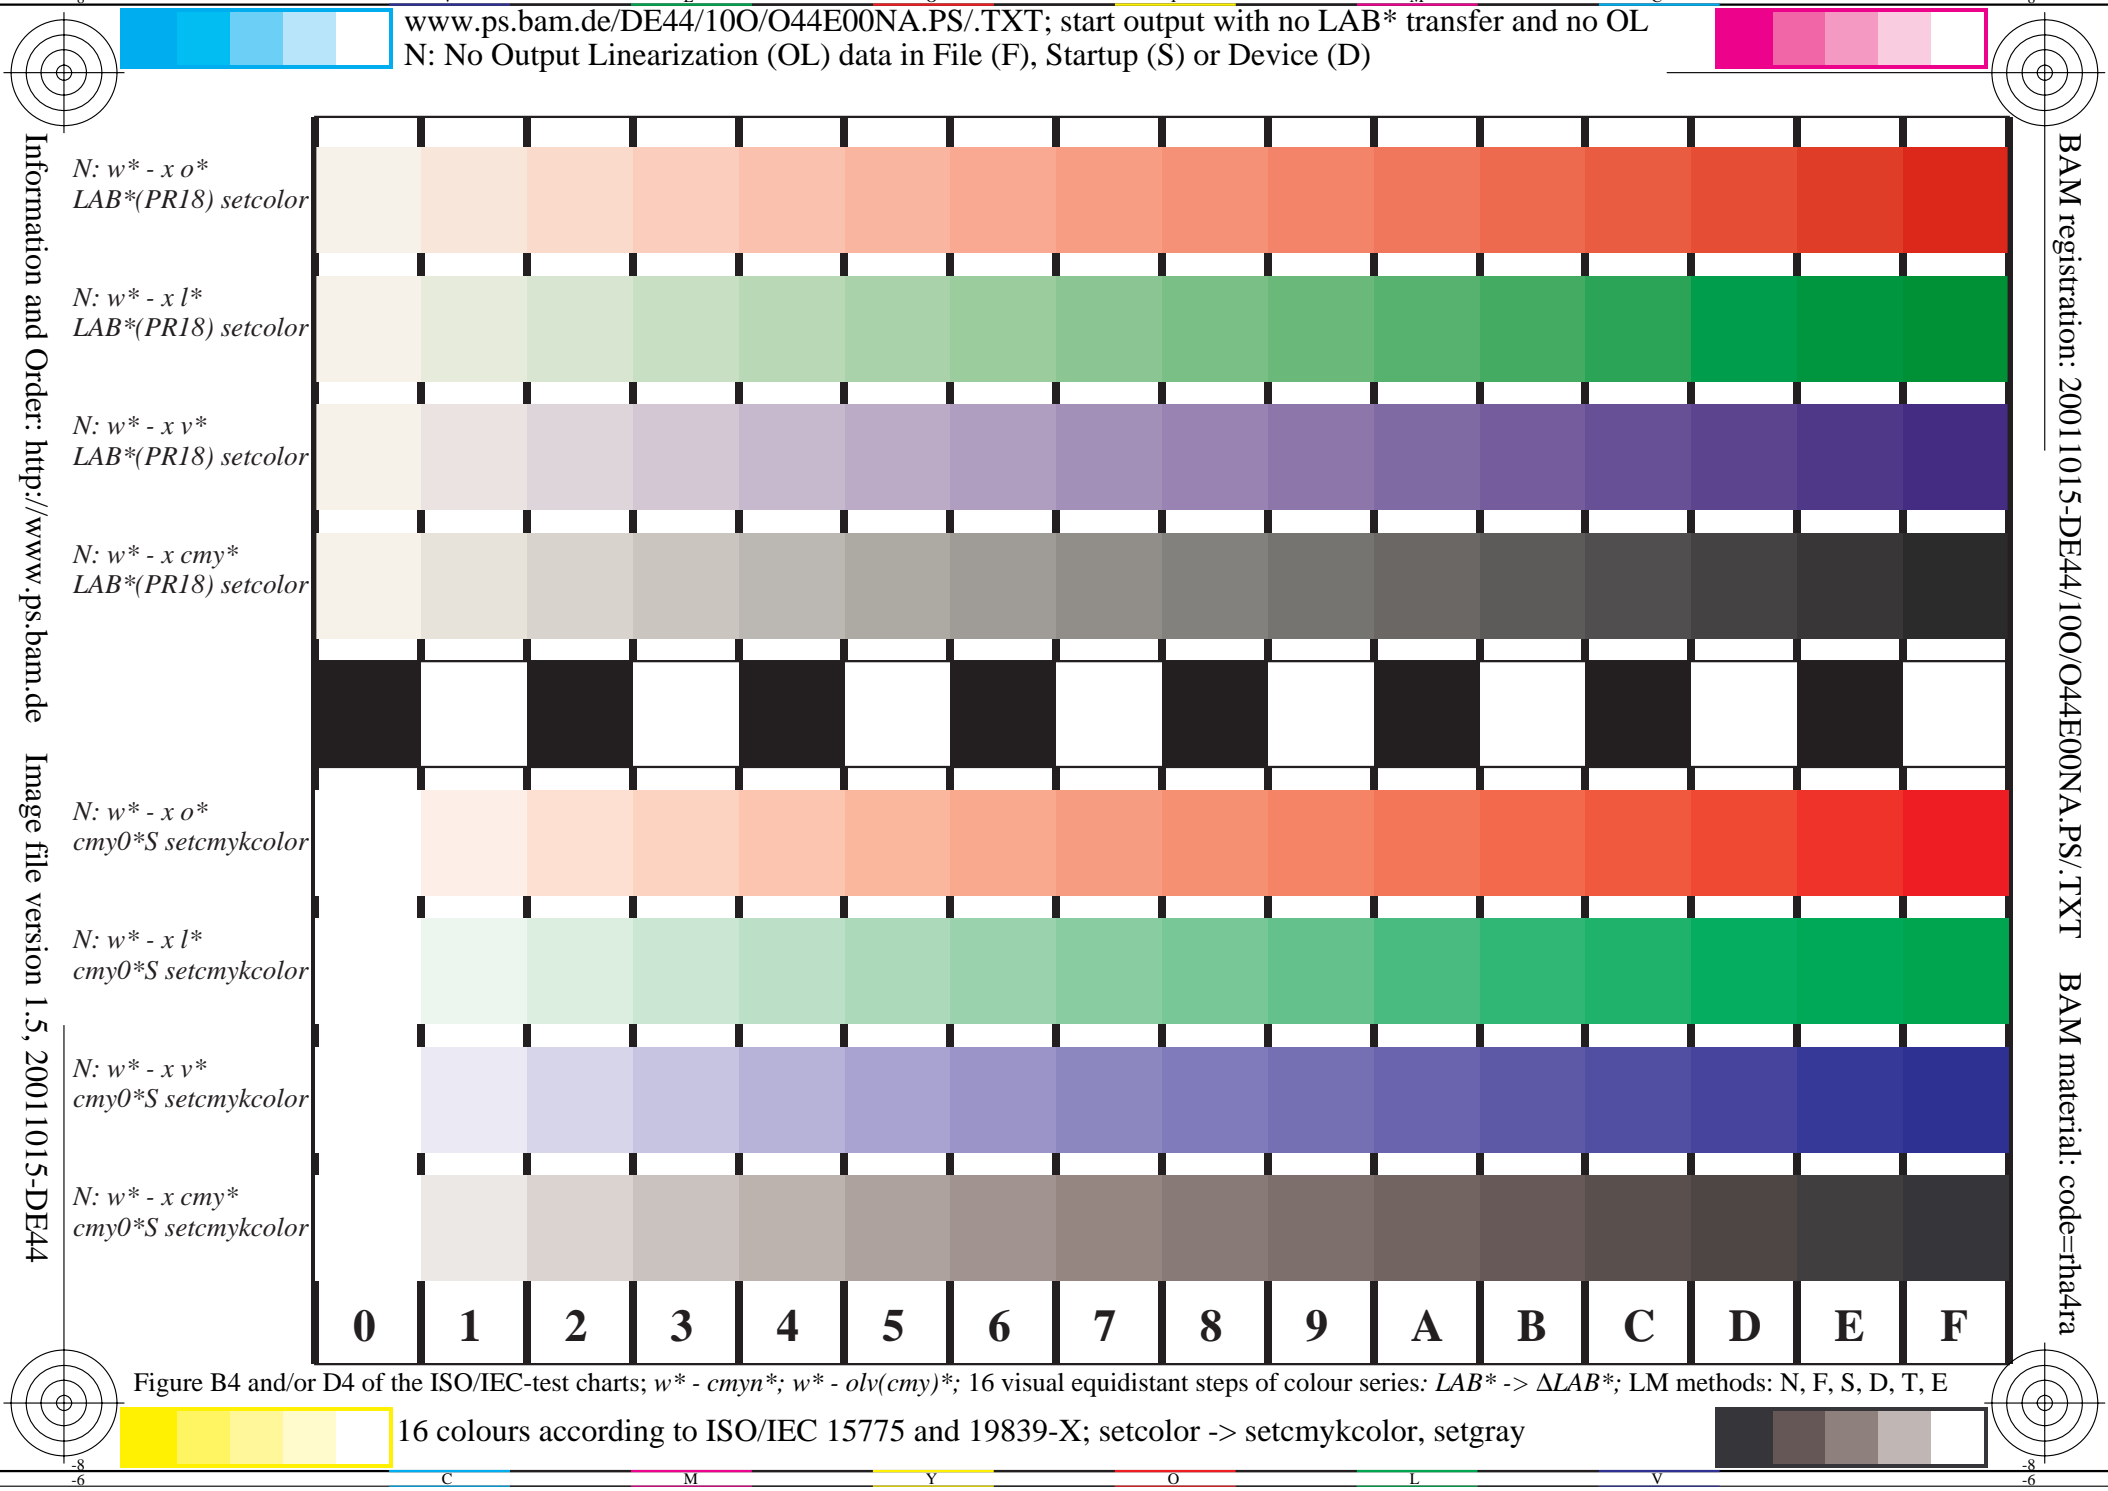 www.ps.bam.de/DE44/10O/O44E00NA.PS/.TXT; start output with no LAB* transfer and no OL
N: No Output Linearization (OL) data in File (F), Startup (S) or Device (D)
Information and Order: http://www.ps.bam.de Image file version 1.5, 20011015-DE44
BAM registration: 20011015-DE44/10O/O44E00NA.PS/.TXT BAM material: code=rha4ra
N: w* - x o*
LAB*(PR18) setcolor
N: w* - x l*
LAB*(PR18) setcolor
N: w* - x v*
LAB*(PR18) setcolor
N: w* - x cmy*
LAB*(PR18) setcolor
N: w* - x o*
cmy0*S setcmykcolor
N: w* - x l*
cmy0*S setcmykcolor
N: w* - x v*
cmy0*S setcmykcolor
N: w* - x cmy*
cmy0*S setcmykcolor
0 1 2 3 4 5 6 7 8 9 A B C D E F
Figure B4 and/or D4 of the ISO/IEC-test charts; w* - cmyn*; w* - olv(cmy)*; 16 visual equidistant steps of colour series: LAB* -> ΔLAB*; LM methods: N, F, S, D, T, E
16 colours according to ISO/IEC 15775 and 19839-X; setcolor -> setcmykcolor, setgray
-8 -8
-6 C M Y O L V -6